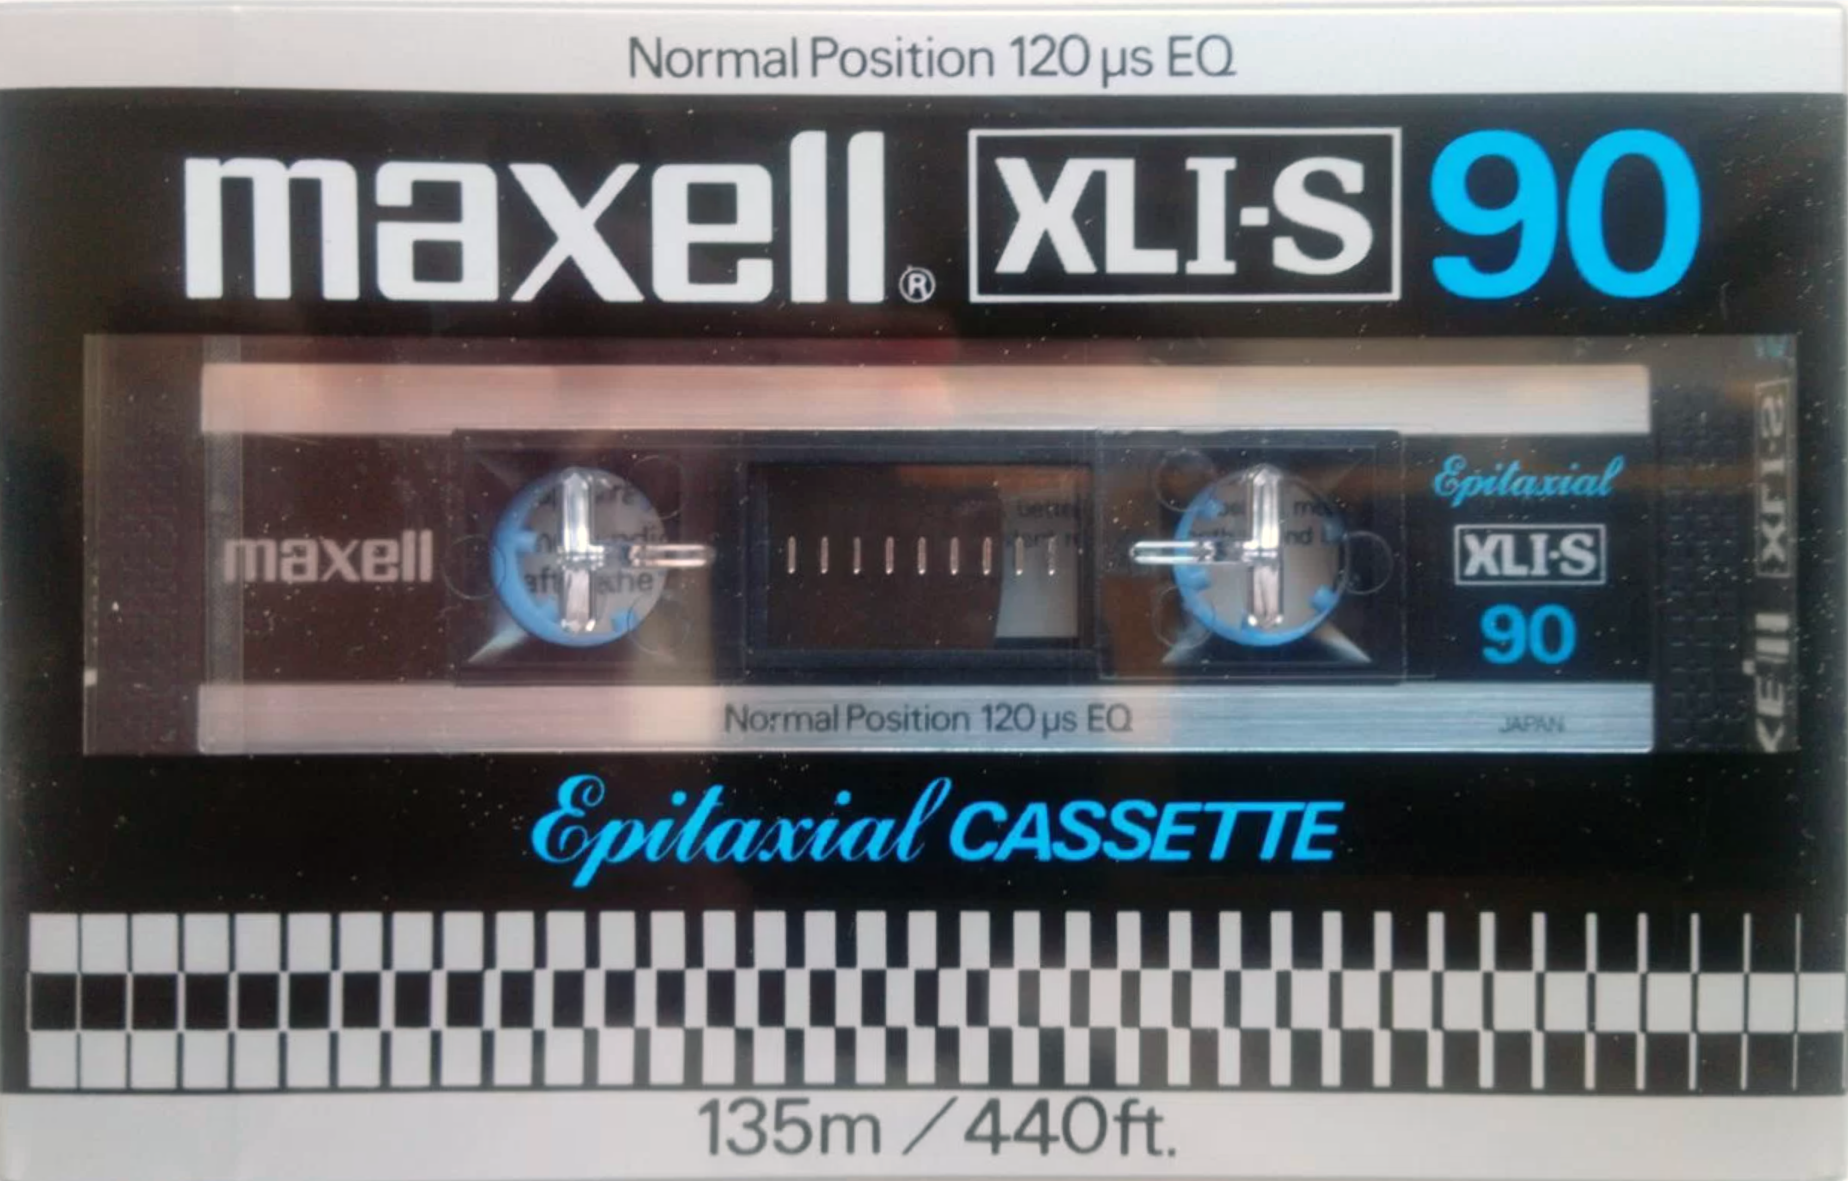 Normal Position 120 µs EQ
maxell® XLI-S 90
Epitaxial
maxell XLI-S
90
Normal Position 120 µs EQ JAPAN
XLI-S
Epitaxial CASSETTE
135m / 440ft.